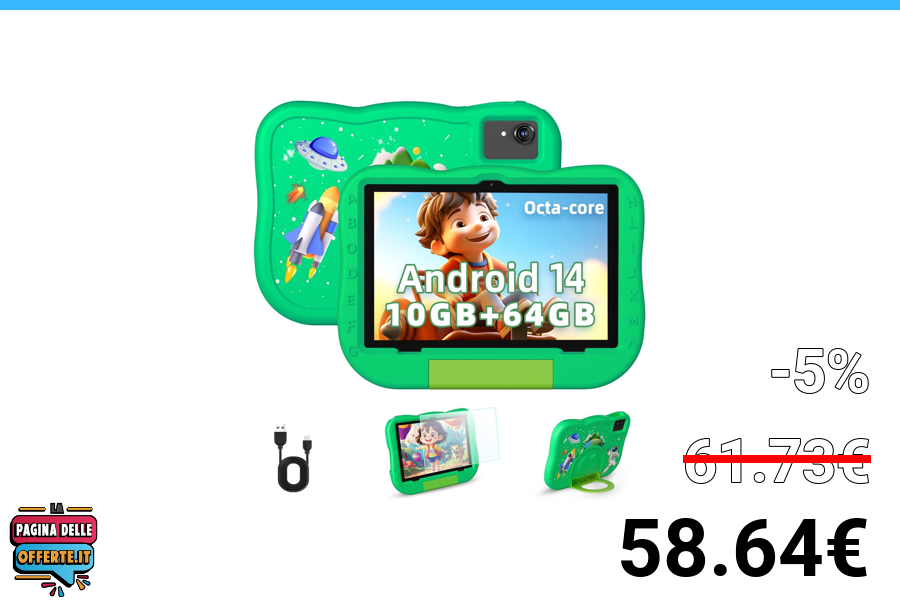 Octa-core
Android 14
10GB+64GB
A
B
C
D
E
F
G
-5%
61.73€
58.64€
LA
PAGINA DELLE
OFFERTE.IT